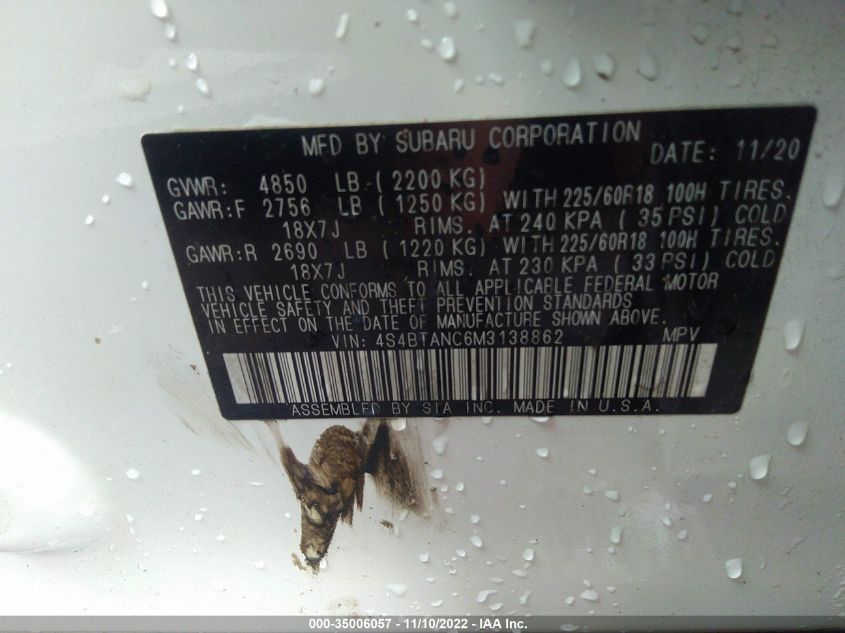 MFD BY SUBARU CORPORATION DATE: 11/20
GVWR: 4850 LB ( 2200 KG)
GAWR:F 2756 LB ( 1250 KG) WITH 225/60R18 100H TIRES.
18X7J RIMS. AT 240 KPA ( 35 PSI) COLD
GAWR:R 2690 LB ( 1220 KG) WITH 225/60R18 100H TIRES.
18X7J RIMS. AT 230 KPA ( 33 PSI) COLD
THIS VEHICLE CONFORMS TO ALL APPLICABLE FEDERAL MOTOR
VEHICLE SAFETY AND THEFT PREVENTION STANDARDS
IN EFFECT ON THE DATE OF MANUFACTURE SHOWN ABOVE.
VIN: 4S4BTANC6M3138862 MPV
ASSEMBLED BY SIA INC. MADE IN U.S.A.
000-35006057 - 11/10/2022 - IAA Inc.